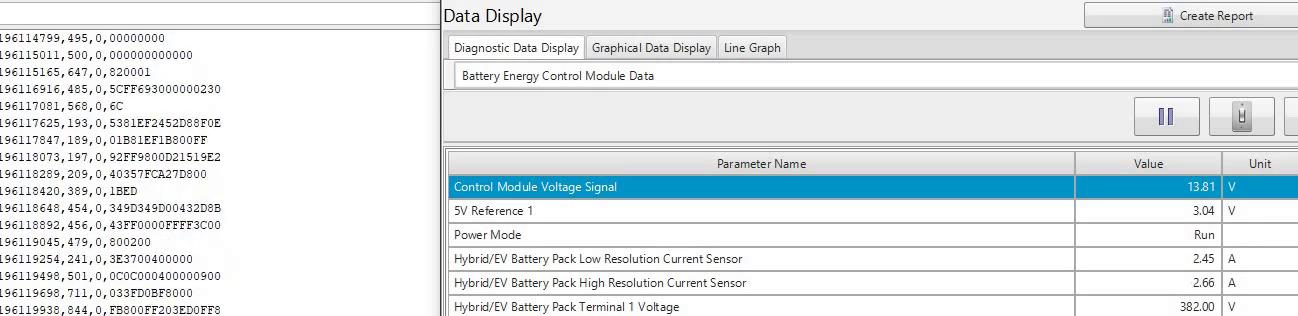 196114799,495,0,00000000
196115011,500,0,000000000000
196115165,647,0,820001
196116916,485,0,5CFF693000000230
196117081,568,0,6C
196117625,193,0,5381EF2452D88F0E
196117847,189,0,01B81EF1B800FF
196118073,197,0,92FF9800D21519E2
196118289,209,0,40357FCA27D800
196118420,389,0,1BED
196118648,454,0,349D349D00432D8B
196118892,456,0,43FF0000FFFF3C00
196119045,479,0,800200
196119254,241,0,3E3700400000
196119498,501,0,0C0C000400000900
196119698,711,0,033FD0BF8000
196119938,844,0,FB800FF203ED0FF8
Data Display
Create Report
Diagnostic Data Display Graphical Data Display Line Graph
Battery Energy Control Module Data
Parameter Name Value Unit
Control Module Voltage Signal 13.81 V
5V Reference 1 3.04 V
Power Mode Run
Hybrid/EV Battery Pack Low Resolution Current Sensor 2.45 A
Hybrid/EV Battery Pack High Resolution Current Sensor 2.66 A
Hybrid/EV Battery Pack Terminal 1 Voltage 382.00 V